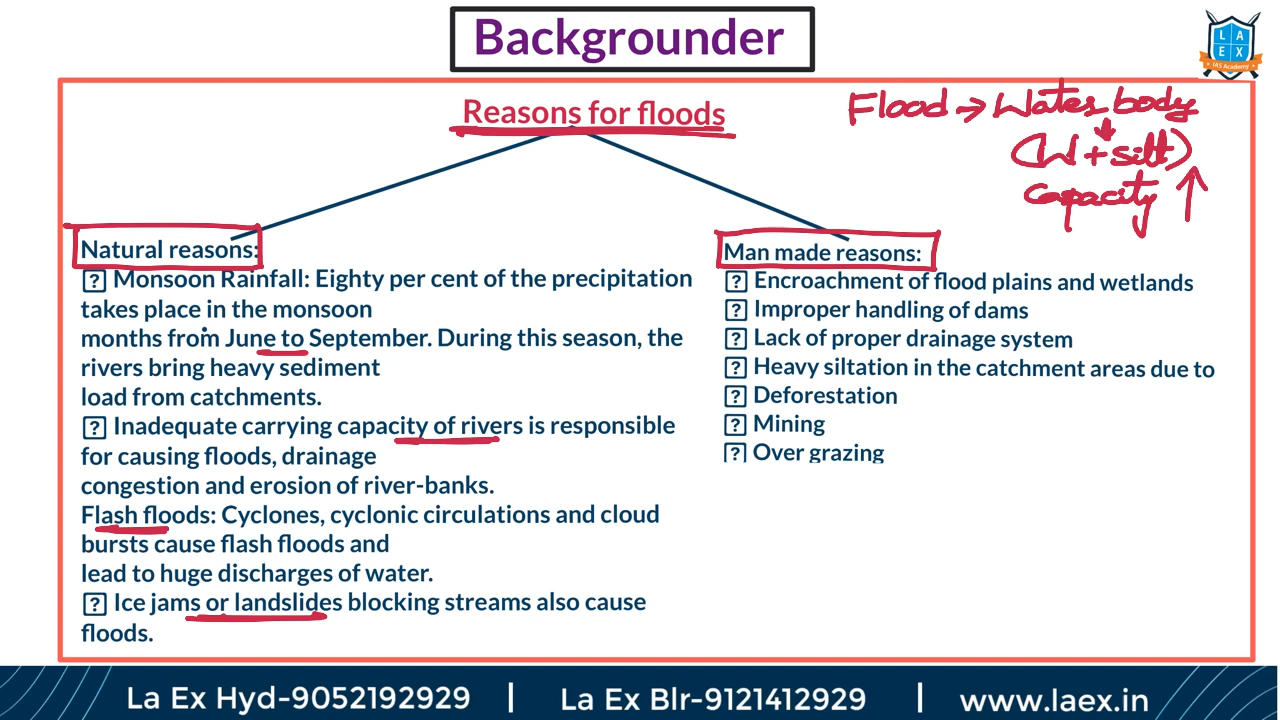 Backgrounder
L A
E X
IAS Academy
Reasons for floods
Flood → Water body
↓
(W + silt)
capacity ↑
Natural reasons:
⍰ Monsoon Rainfall: Eighty per cent of the precipitation
takes place in the monsoon
months from June to September. During this season, the
rivers bring heavy sediment
load from catchments.
⍰ Inadequate carrying capacity of rivers is responsible
for causing floods, drainage
congestion and erosion of river-banks.
Flash floods: Cyclones, cyclonic circulations and cloud
bursts cause flash floods and
lead to huge discharges of water.
⍰ Ice jams or landslides blocking streams also cause
floods.
Man made reasons:
⍰ Encroachment of flood plains and wetlands
⍰ Improper handling of dams
⍰ Lack of proper drainage system
⍰ Heavy siltation in the catchment areas due to
⍰ Deforestation
⍰ Mining
⍰ Over grazing
La Ex Hyd-9052192929 | La Ex Blr-9121412929 | www.laex.in